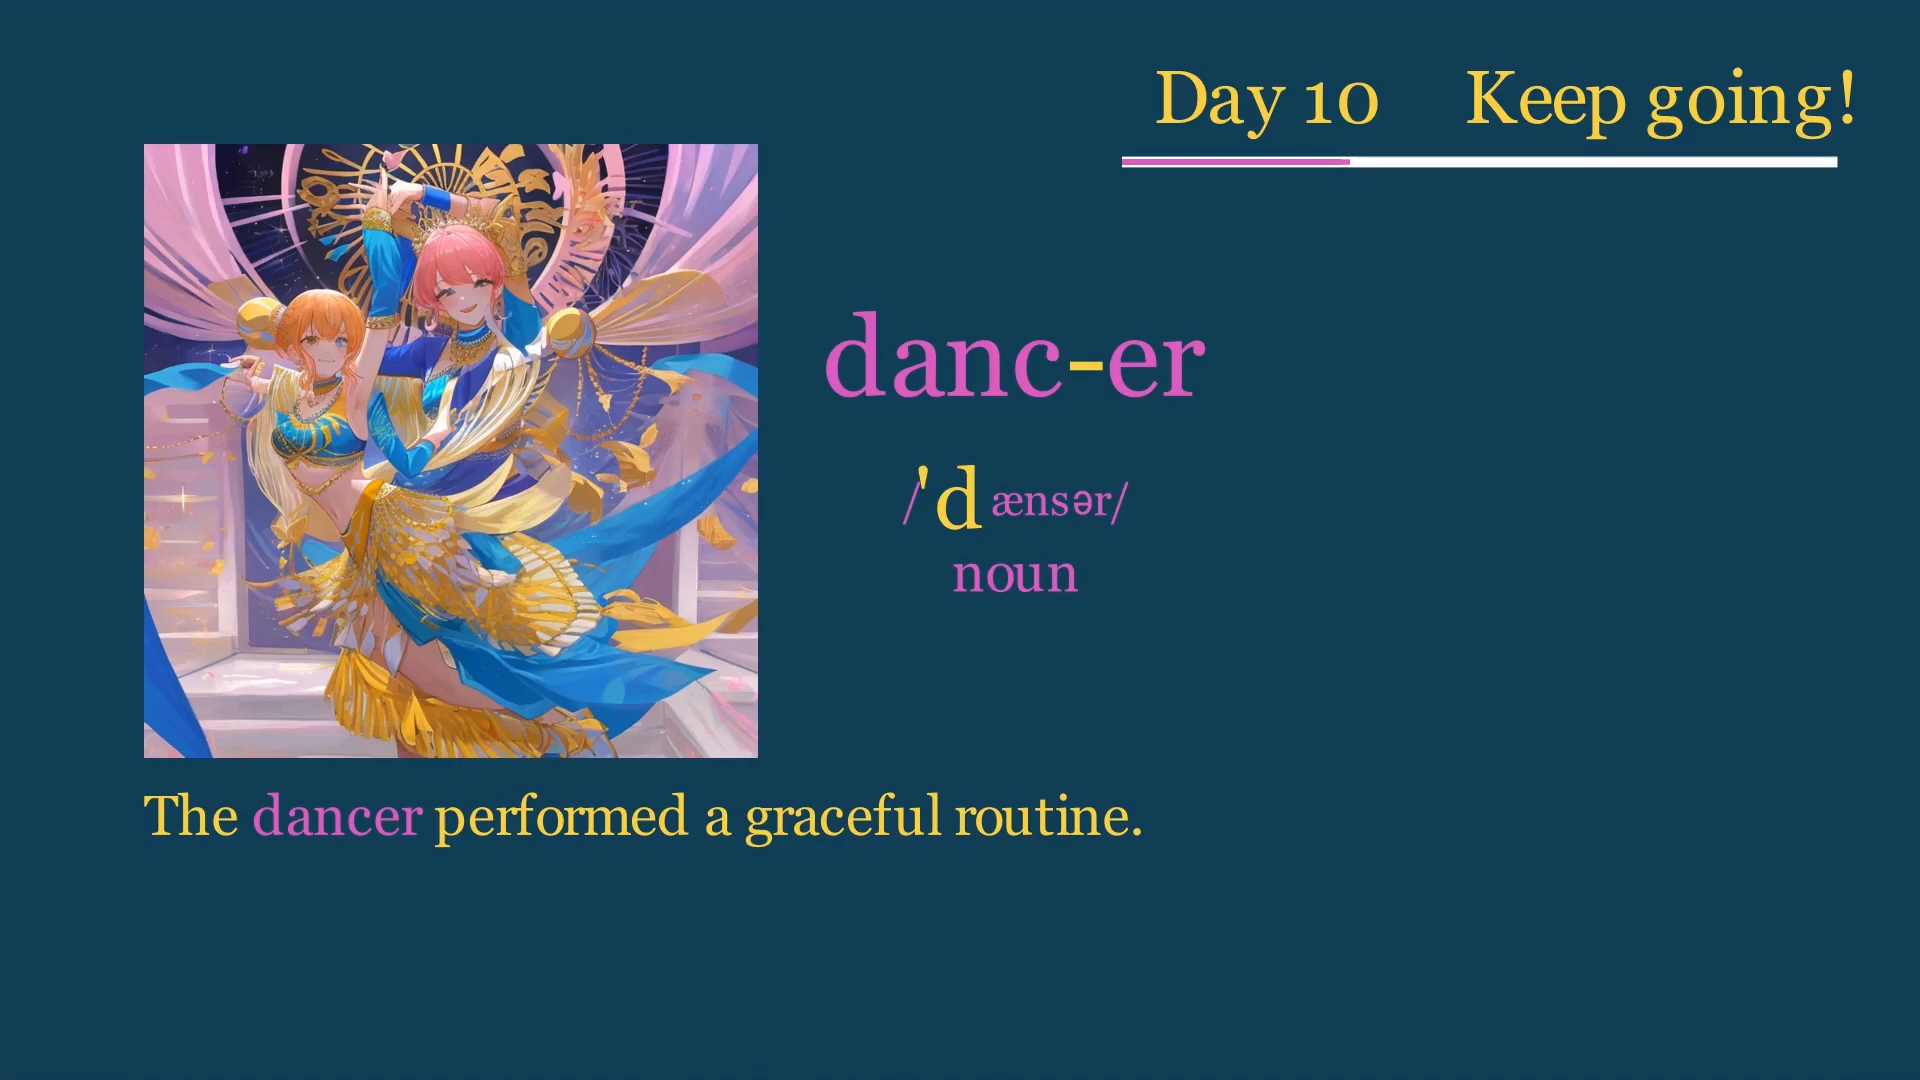 Day 10 Keep going!
danc-er
/'dænsər/
noun
The dancer performed a graceful routine.